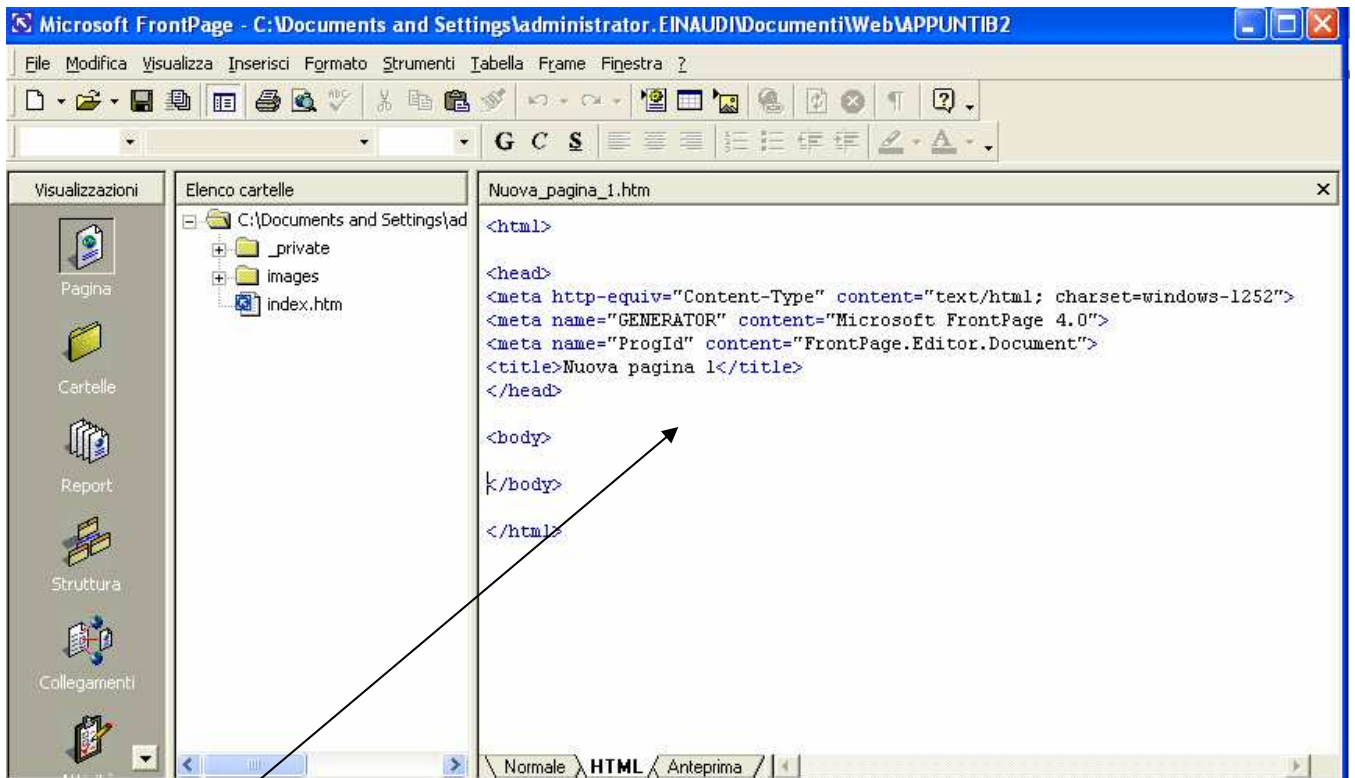 Microsoft FrontPage - C:\Documents and Settings\administrator.EINAUDI\Documenti\Web\APPUNTIB2
File Modifica Visualizza Inserisci Formato Strumenti Tabella Frame Finestra ?
G C S
Visualizzazioni
Pagina
Cartelle
Report
Struttura
Collegamenti
Elenco cartelle
C:\Documents and Settings\ad
_private
images
index.htm
Nuova_pagina_1.htm
<html>
<head>
<meta http-equiv="Content-Type" content="text/html; charset=windows-1252">
<meta name="GENERATOR" content="Microsoft FrontPage 4.0">
<meta name="ProgId" content="FrontPage.Editor.Document">
<title>Nuova pagina 1</title>
</head>
<body>
</body>
</html>
Normale HTML Anteprima